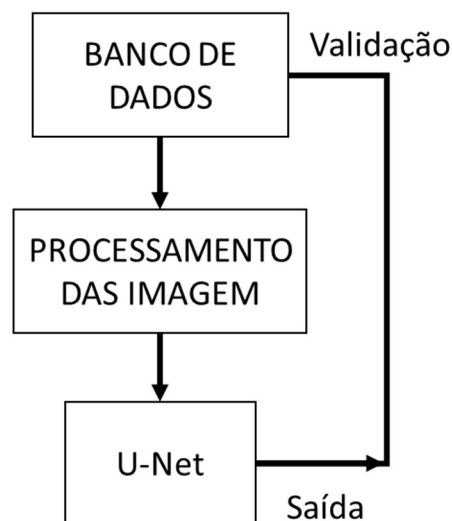 BANCO DE
DADOS
Validação
PROCESSAMENTO
DAS IMAGEM
U-Net
Saída